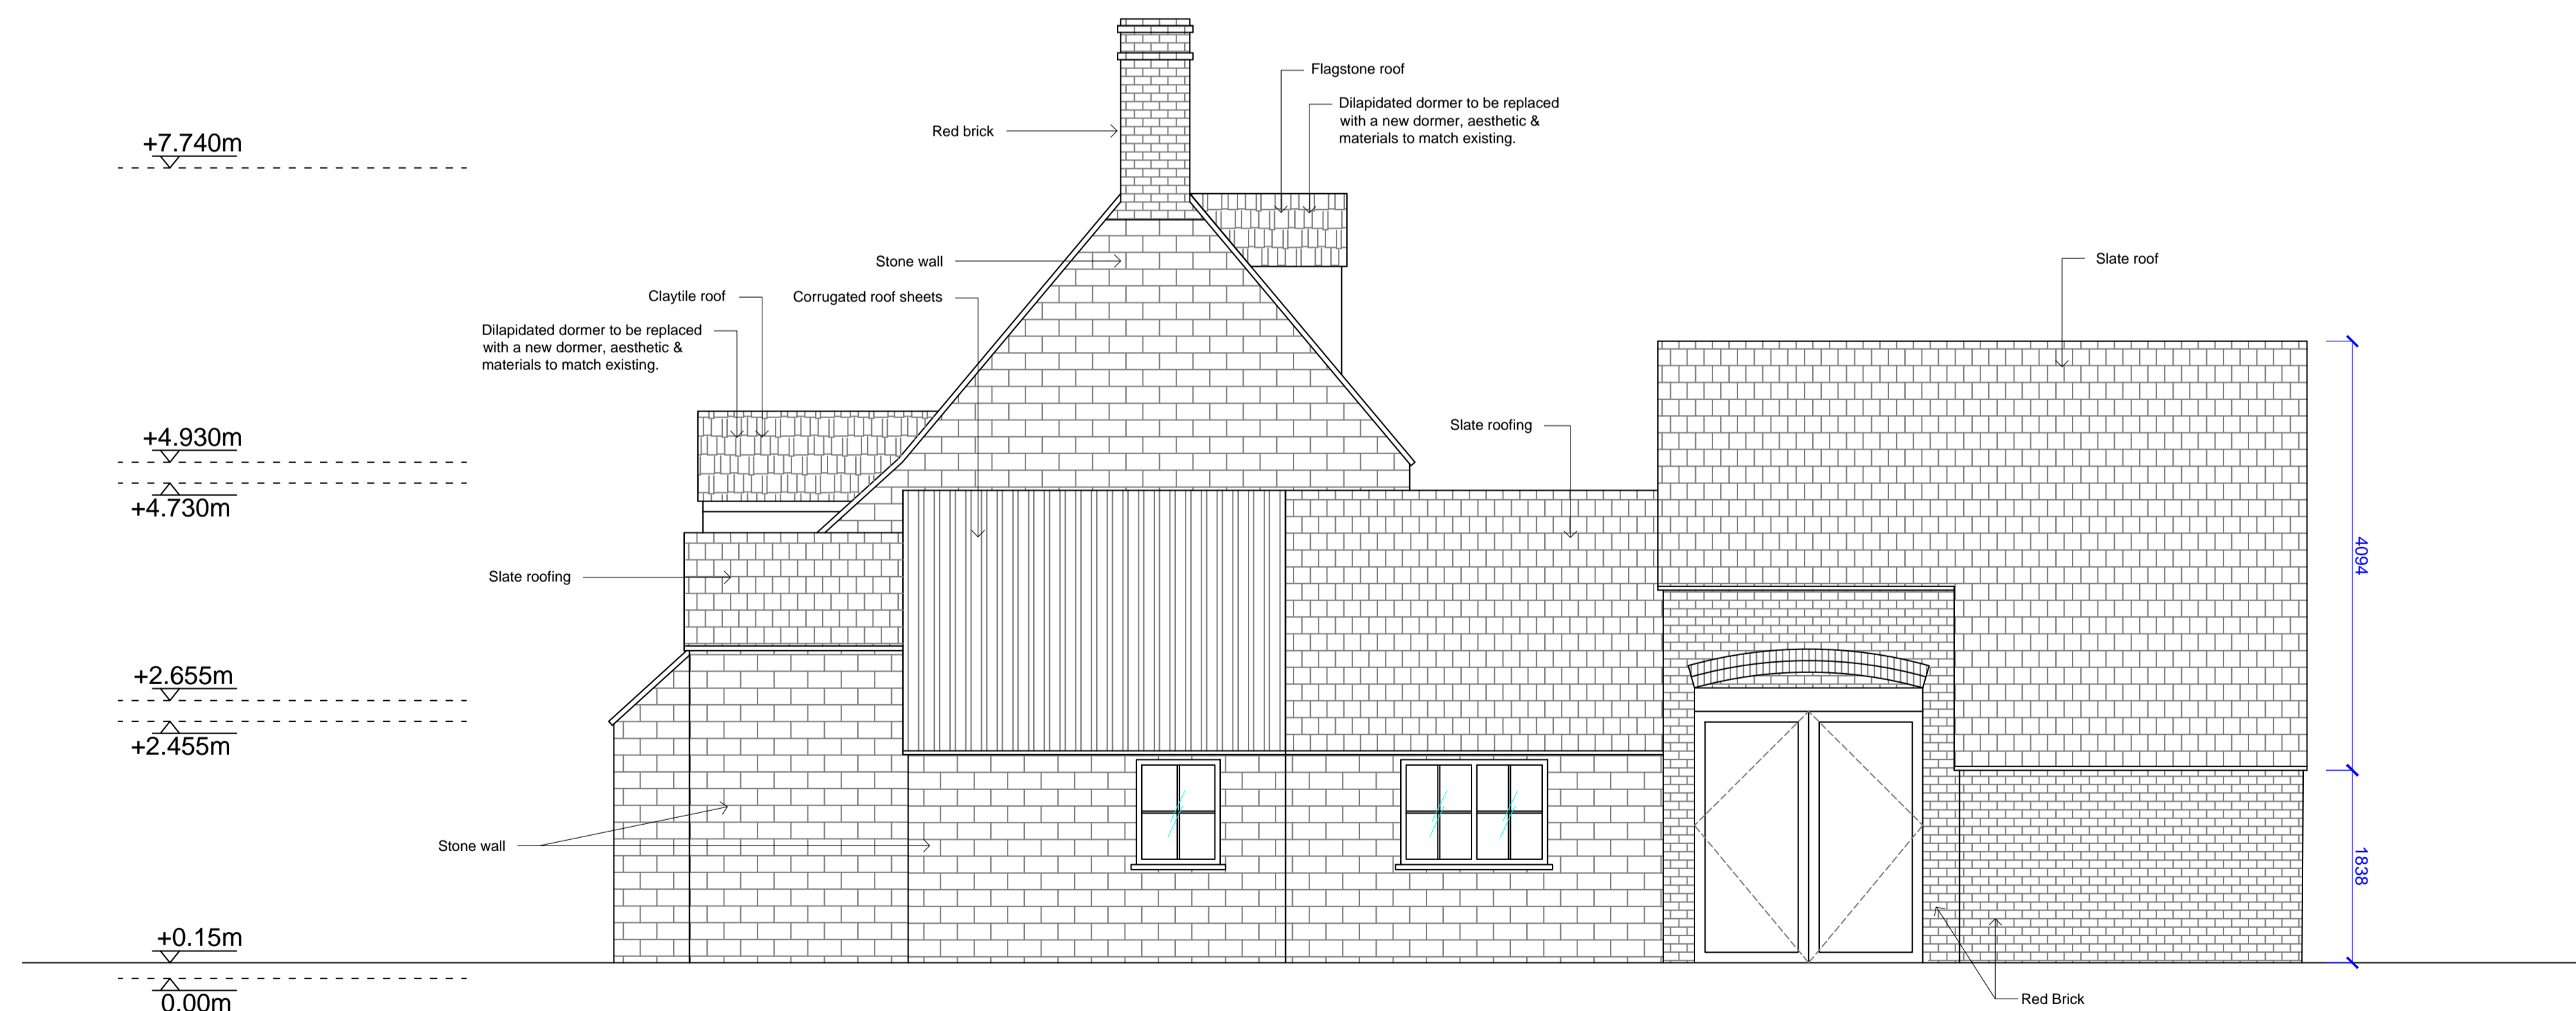 +7.740m
+4.930m
+4.730m
+2.655m
+2.455m
+0.15m
0.00m
Red brick
Flagstone roof
Dilapidated dormer to be replaced
with a new dormer, aesthetic &
materials to match existing.
Stone wall
Claytile roof
Corrugated roof sheets
Dilapidated dormer to be replaced
with a new dormer, aesthetic &
materials to match existing.
Slate roof
Slate roofing
Slate roofing
Stone wall
Red Brick
4094
1838